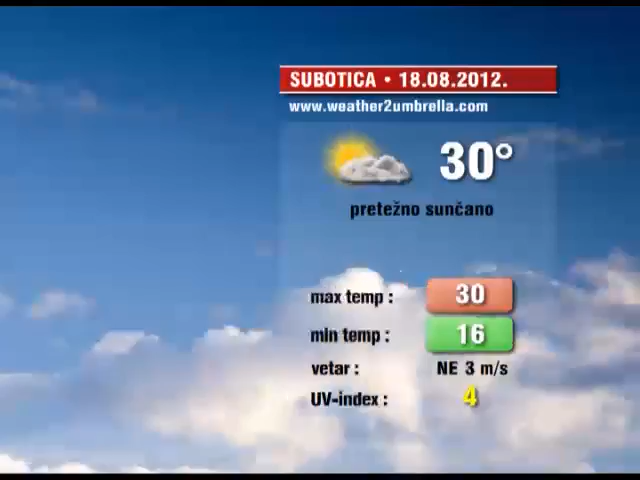 SUBOTICA • 18.08.2012.
www.weather2umbrella.com
30°
pretežno sunčano
max temp : 30
min temp : 16
vetar : NE 3 m/s
UV-index : 4